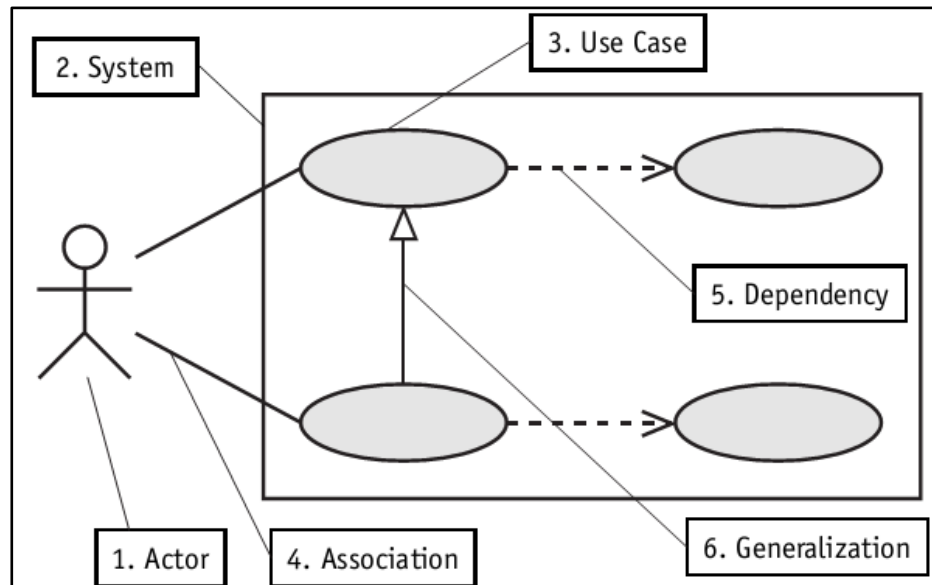 3. Use Case
2. System
5. Dependency
1. Actor
4. Association
6. Generalization